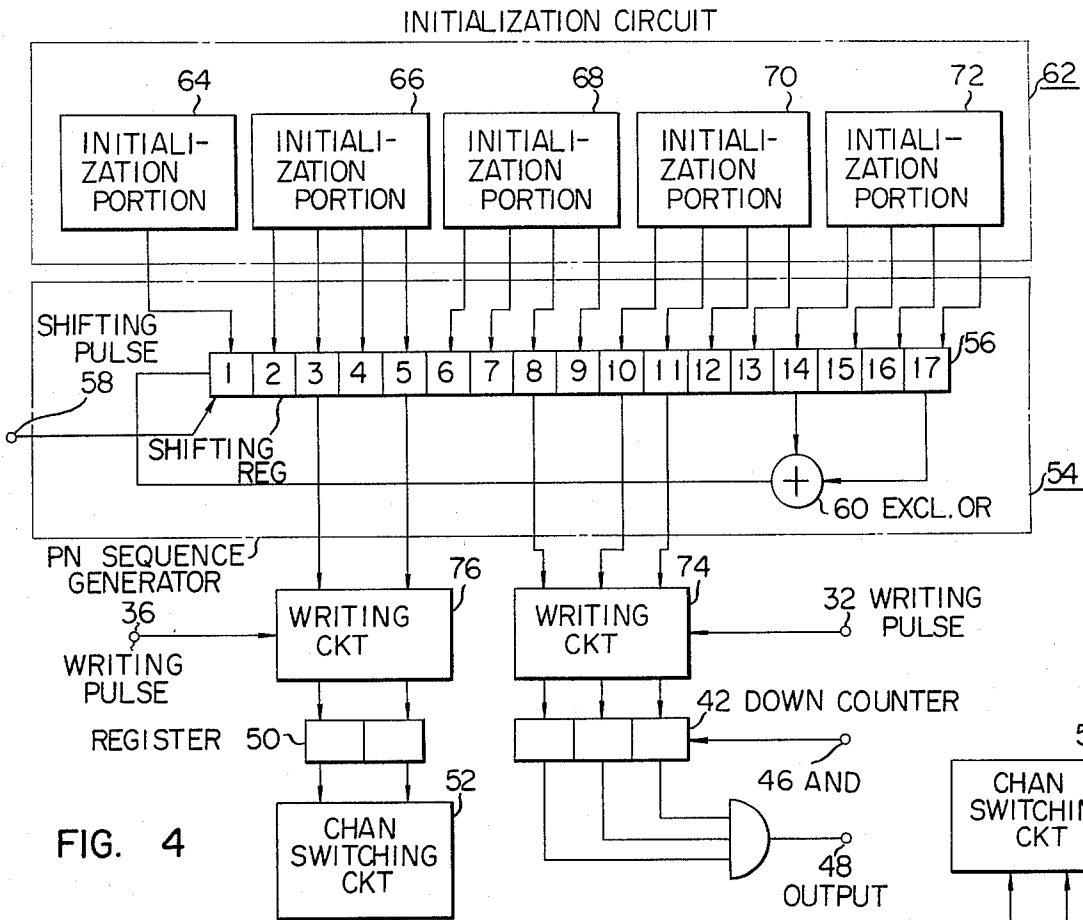 INITIALIZATION CIRCUIT
62
64
66
68
70
72
INITIALI-
ZATION
PORTION
INITIALI-
ZATION
PORTION
INITIALI-
ZATION
PORTION
INITIALI-
ZATION
PORTION
INITIALI-
ZATION
PORTION
SHIFTING
PULSE
58
1 2 3 4 5 6 7 8 9 10 11 12 13 14 15 16 17
56
SHIFTING
REG
+
60 EXCL. OR
54
PN SEQUENCE
GENERATOR
36
WRITING
PULSE
76
WRITING
CKT
74
WRITING
CKT
32 WRITING
PULSE
REGISTER 50
42 DOWN COUNTER
46 AND
52
CHAN
SWITCHING
CKT
48
OUTPUT
5
CHAN
SWITCHIN
CKT
FIG. 4